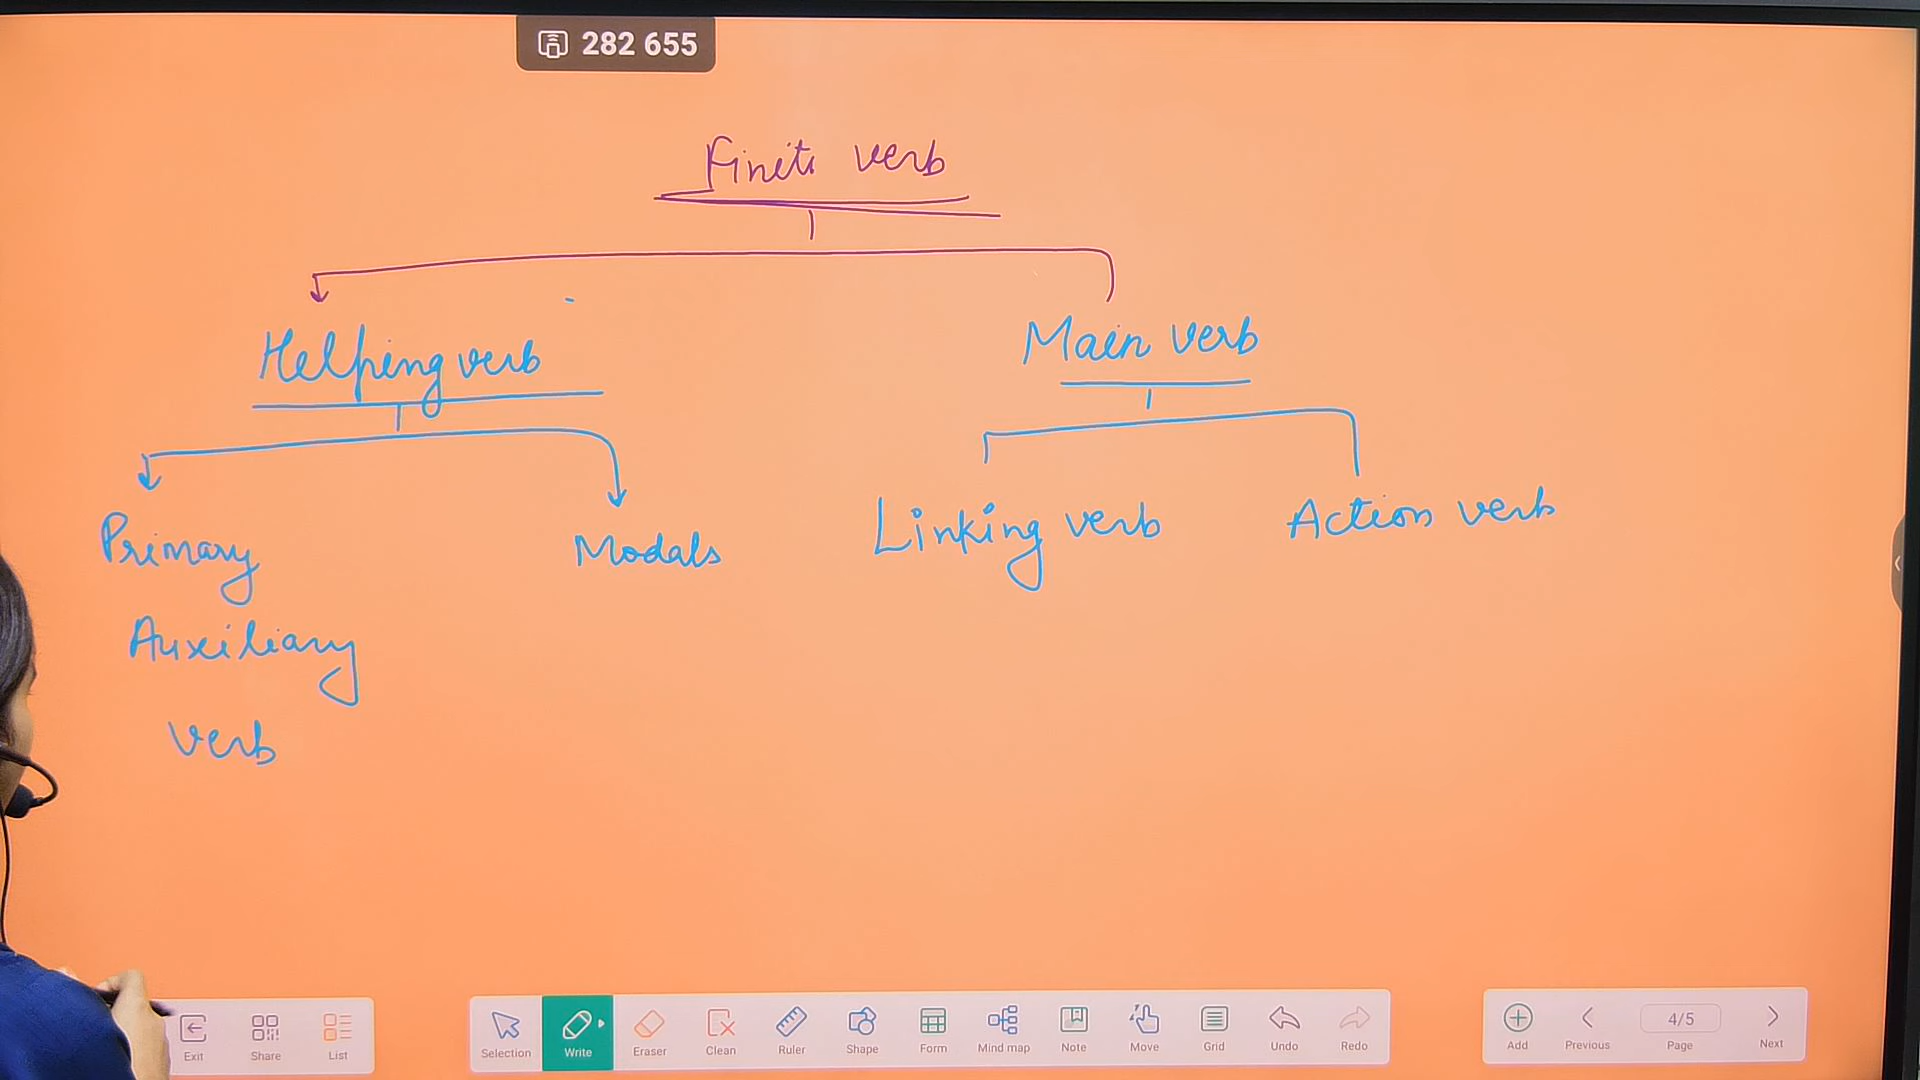 282 655
Finite verb
Helping verb
Main verb
Primary
Auxiliary
verb
Modals
Linking verb
Action verb
Exit
Share
List
Selection
Write
Eraser
Clean
Ruler
Shape
Form
Mind map
Note
Move
Grid
Undo
Redo
Add
Previous
4/5
Page
Next